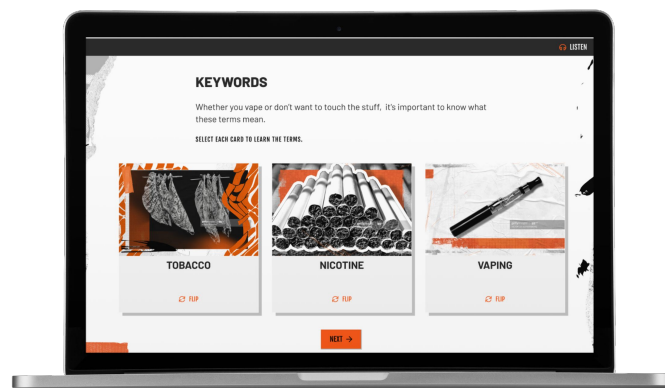 LISTEN
KEYWORDS
Whether you vape or don't want to touch the stuff, it's important to know what
these terms mean.
SELECT EACH CARD TO LEARN THE TERMS.
TOBACCO
NICOTINE
VAPING
FLIP
FLIP
FLIP
NEXT →